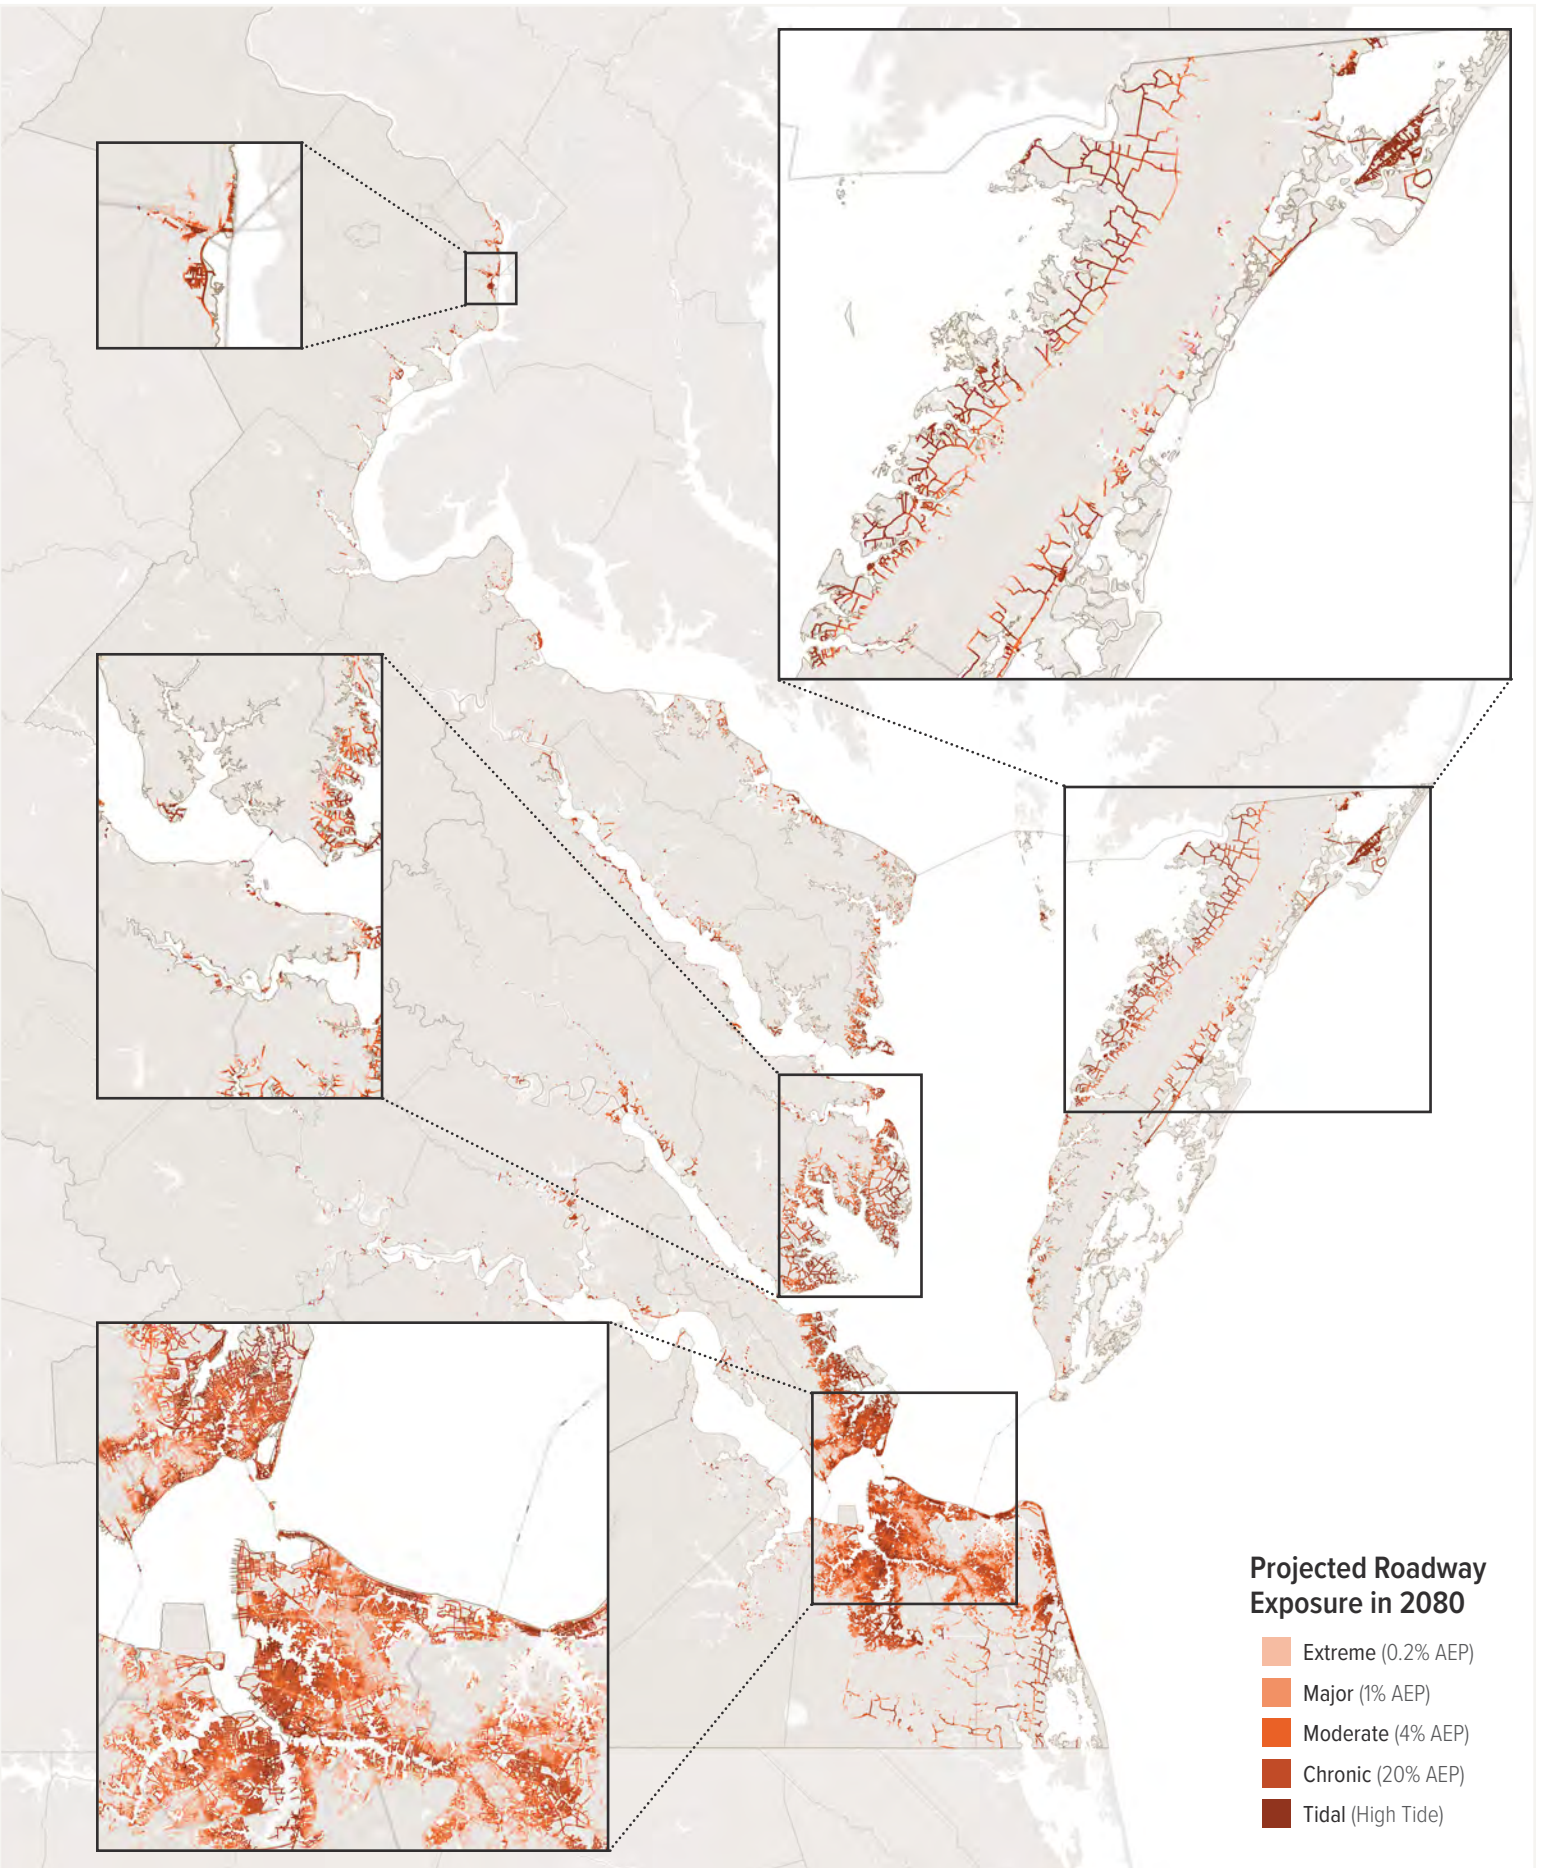 Projected Roadway
Exposure in 2080
Extreme (0.2% AEP)
Major (1% AEP)
Moderate (4% AEP)
Chronic (20% AEP)
Tidal (High Tide)